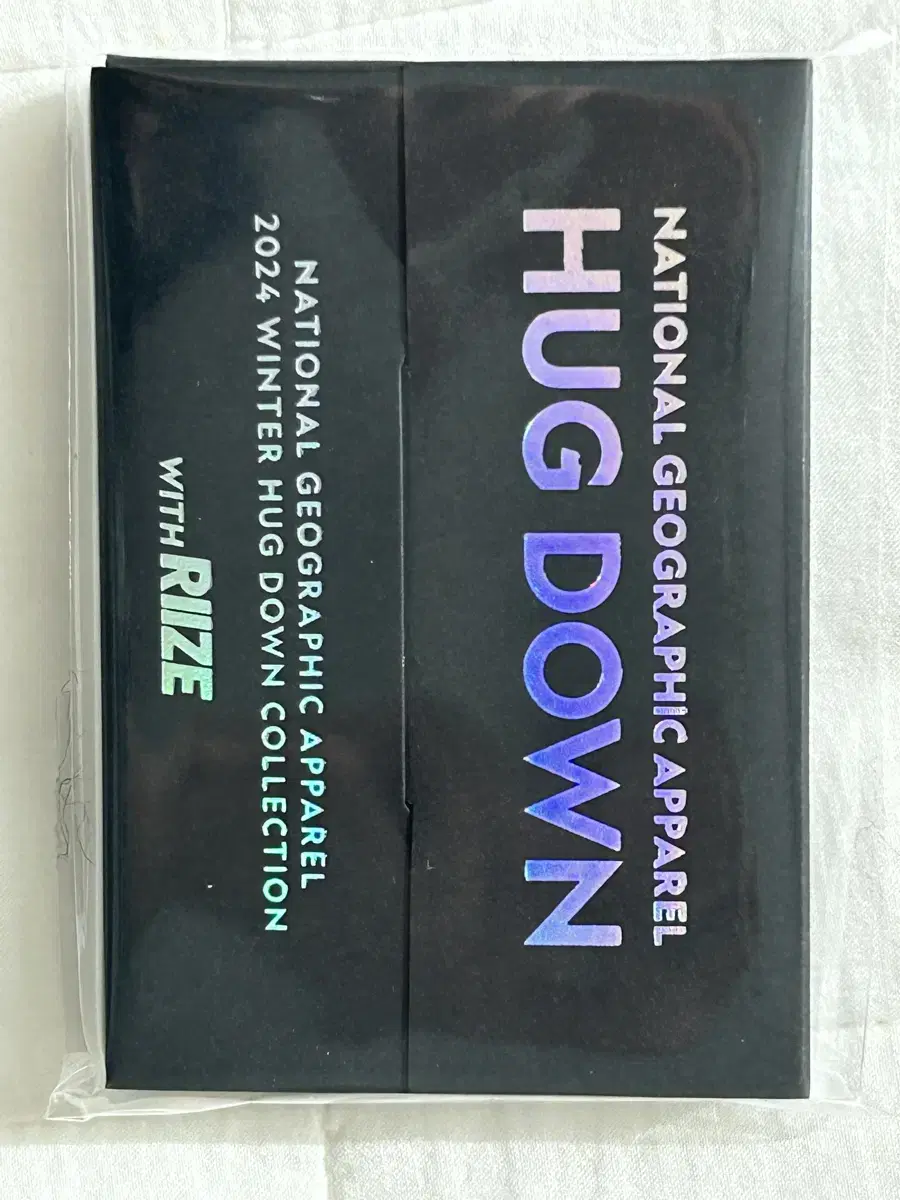 NATIONAL GEOGRAPHIC APPAREL
HUG DOWN
NATIONAL GEOGRAPHIC APPAREL
2024 WINTER HUG DOWN COLLECTION
WITH RIIZE